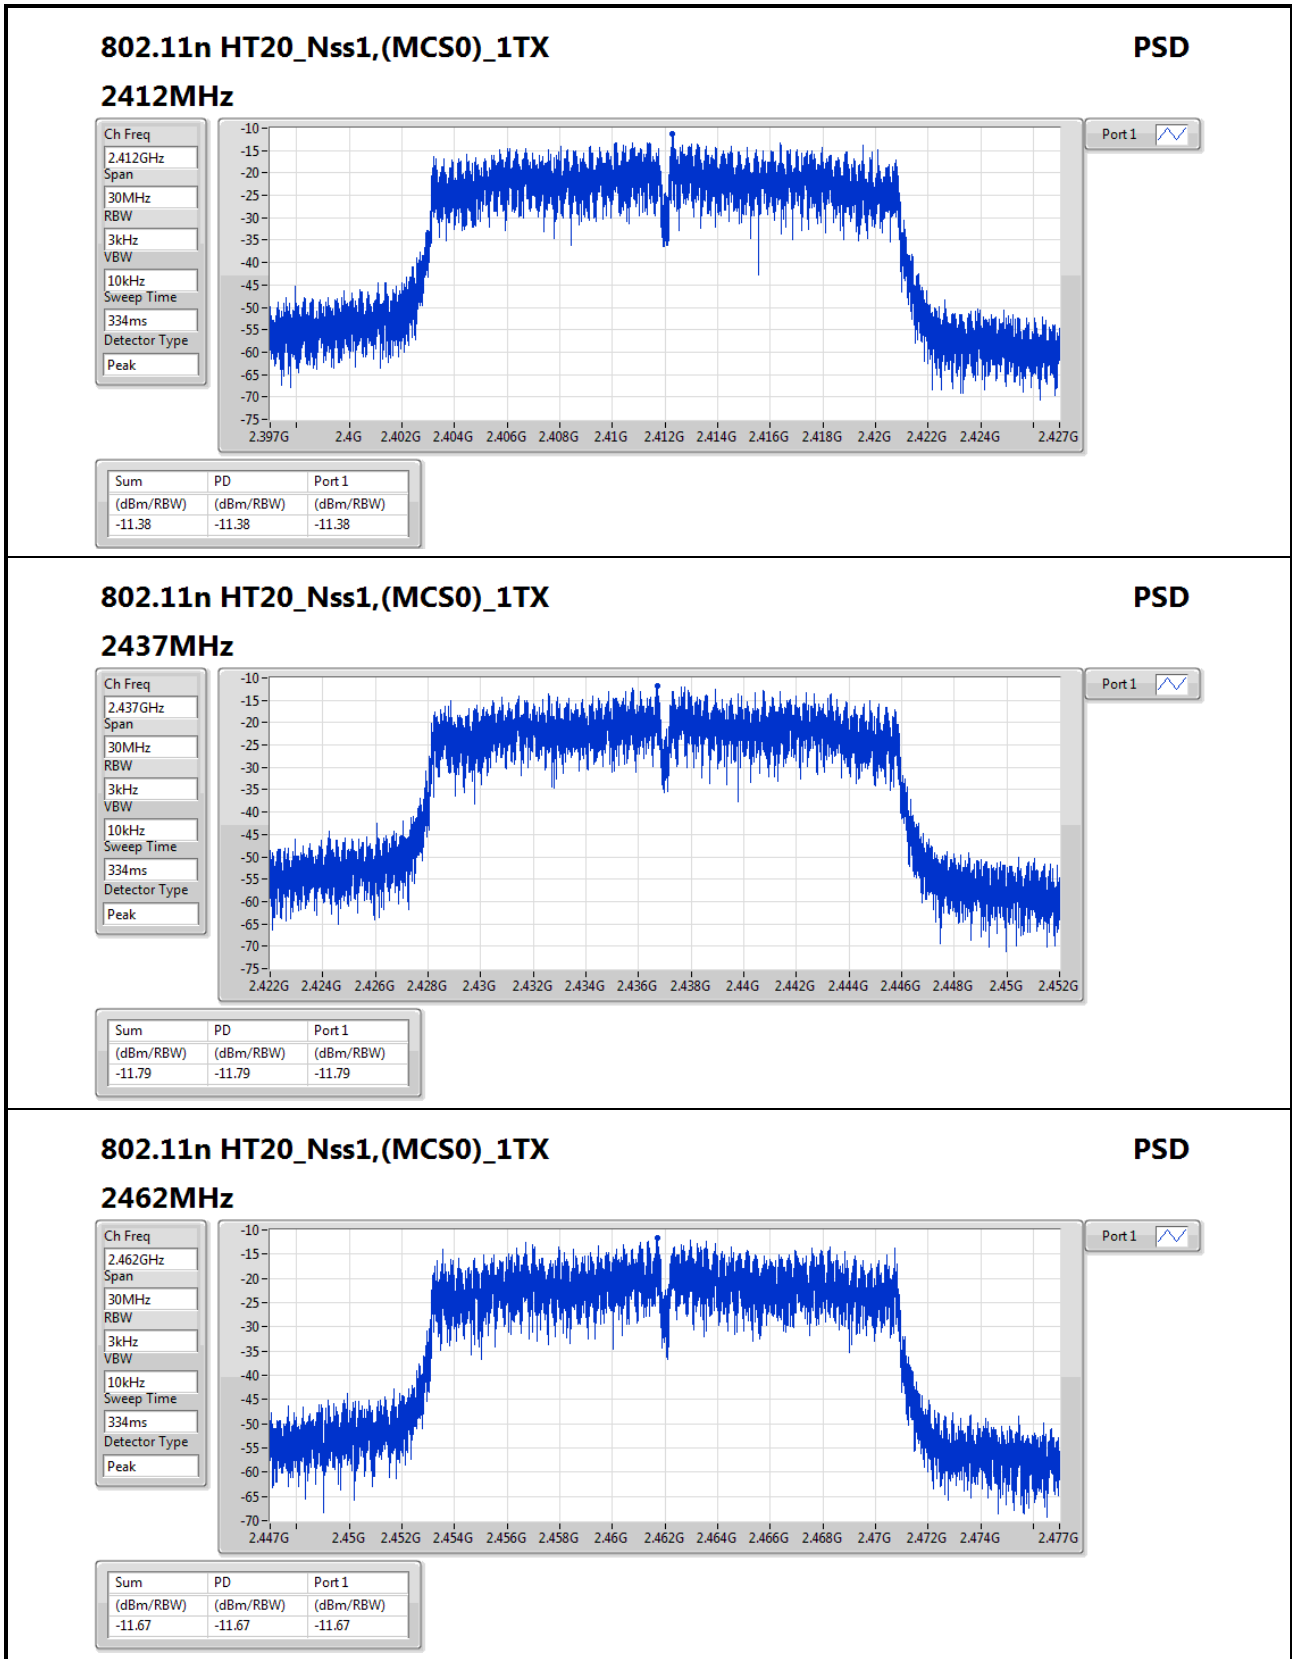 802.11n HT20_Nss1,(MCS0)_1TX PSD
2412MHz
Ch Freq
2.412GHz
Span
30MHz
RBW
3kHz
VBW
10kHz
Sweep Time
334ms
Detector Type
Peak
-10
-15
-20
-25
-30
-35
-40
-45
-50
-55
-60
-65
-70
-75
2.397G 2.4G 2.402G 2.404G 2.406G 2.408G 2.41G 2.412G 2.414G 2.416G 2.418G 2.42G 2.422G 2.424G 2.427G
Port 1
Sum PD Port 1
(dBm/RBW) (dBm/RBW) (dBm/RBW)
-11.38 -11.38 -11.38
802.11n HT20_Nss1,(MCS0)_1TX PSD
2437MHz
Ch Freq
2.437GHz
Span
30MHz
RBW
3kHz
VBW
10kHz
Sweep Time
334ms
Detector Type
Peak
-10
-15
-20
-25
-30
-35
-40
-45
-50
-55
-60
-65
-70
-75
2.422G 2.424G 2.426G 2.428G 2.43G 2.432G 2.434G 2.436G 2.438G 2.44G 2.442G 2.444G 2.446G 2.448G 2.45G 2.452G
Port 1
Sum PD Port 1
(dBm/RBW) (dBm/RBW) (dBm/RBW)
-11.79 -11.79 -11.79
802.11n HT20_Nss1,(MCS0)_1TX PSD
2462MHz
Ch Freq
2.462GHz
Span
30MHz
RBW
3kHz
VBW
10kHz
Sweep Time
334ms
Detector Type
Peak
-10
-15
-20
-25
-30
-35
-40
-45
-50
-55
-60
-65
-70
2.447G 2.45G 2.452G 2.454G 2.456G 2.458G 2.46G 2.462G 2.464G 2.466G 2.468G 2.47G 2.472G 2.474G 2.477G
Port 1
Sum PD Port 1
(dBm/RBW) (dBm/RBW) (dBm/RBW)
-11.67 -11.67 -11.67